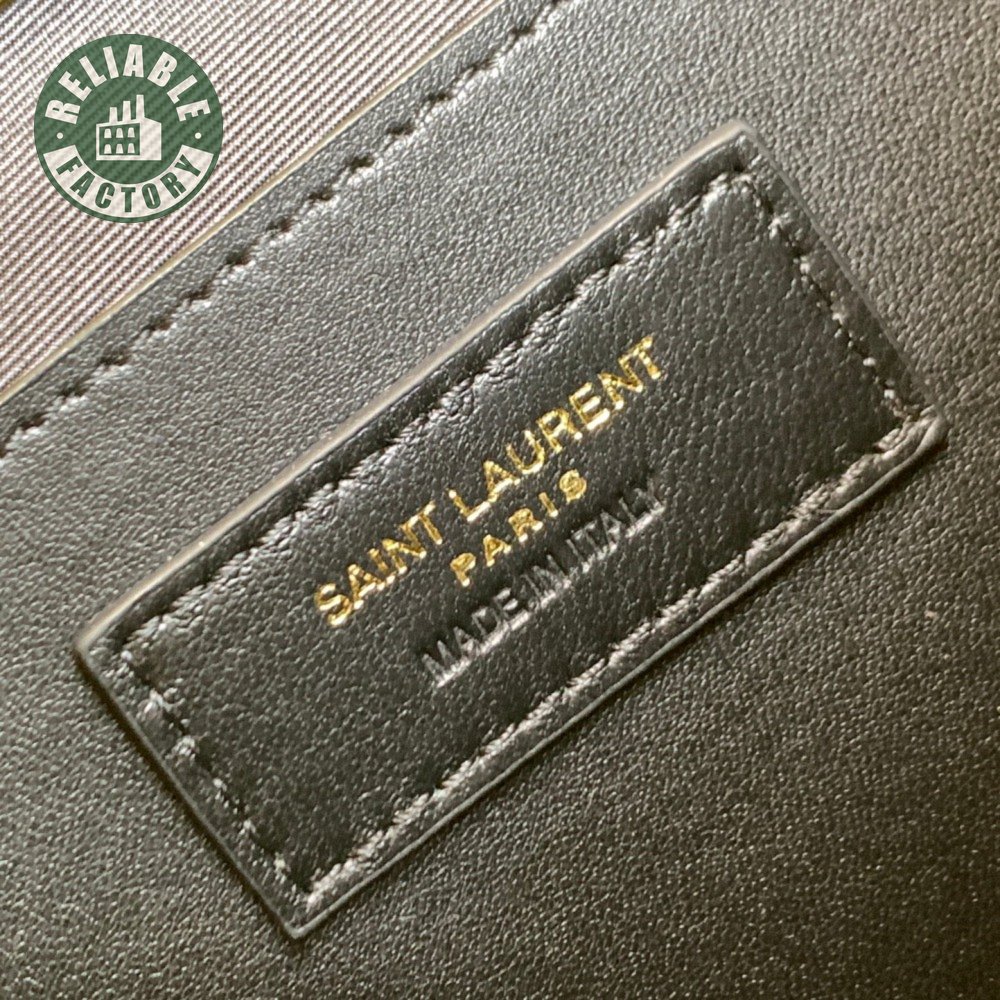 RELIABLE
FACTORY
SAINT LAURENT
PARIS
MADE IN ITALY